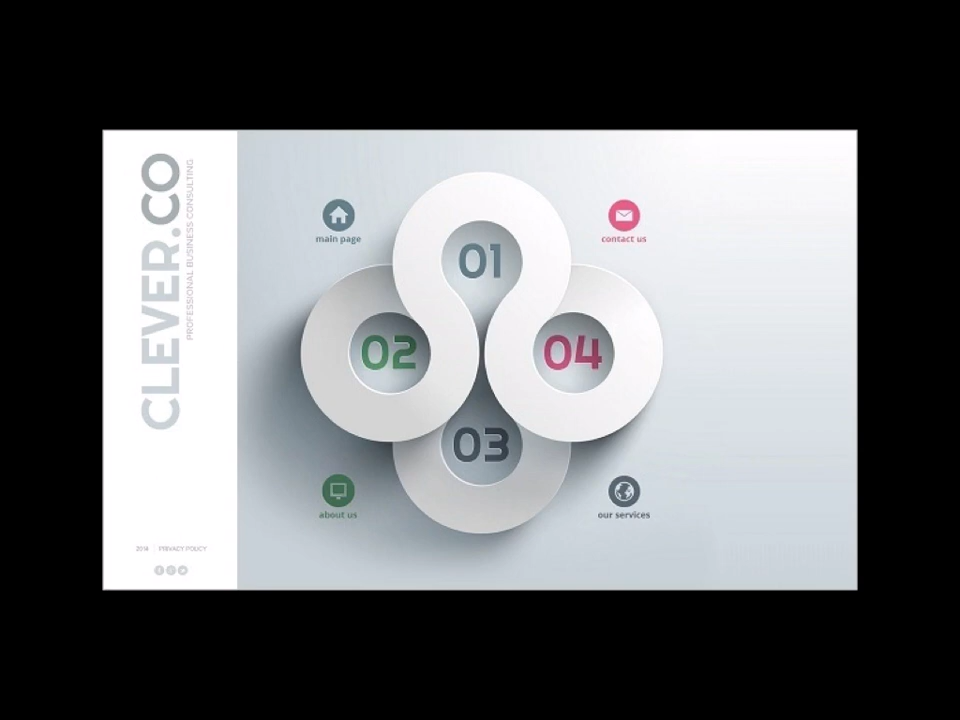 CLEVER.CO
PROFESSIONAL BUSINESS CONSULTING
2014 | PRIVACY POLICY
main page
contact us
01
02
04
03
about us
our services